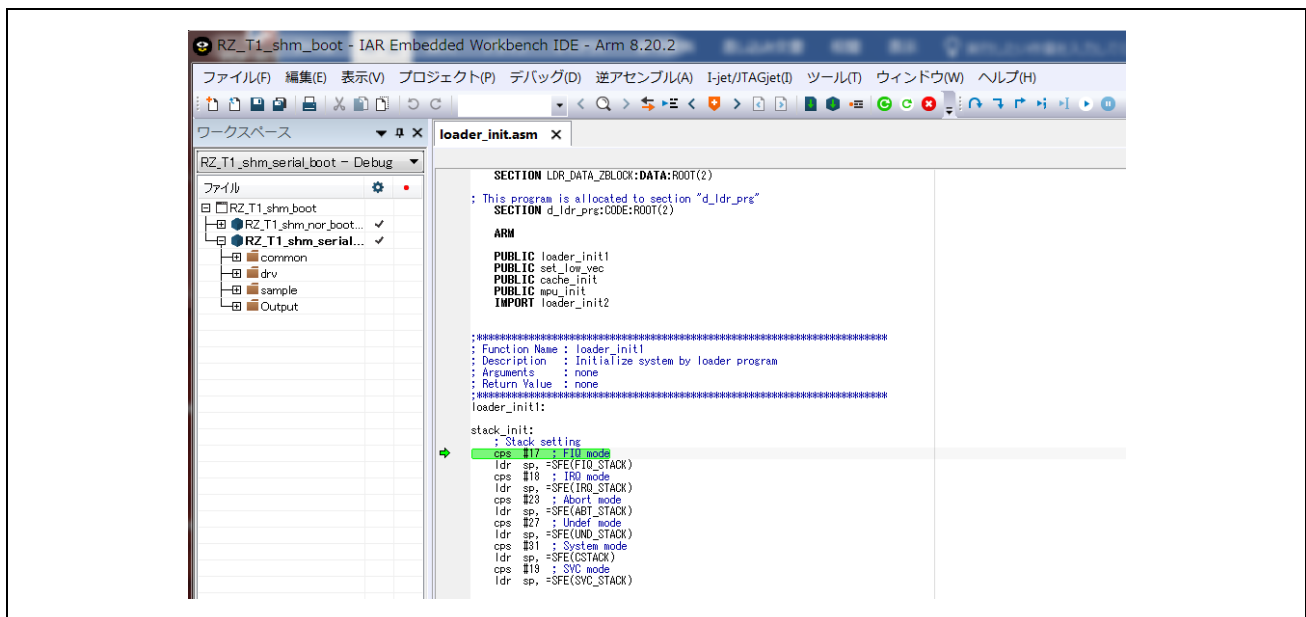 RZ_T1_shm_boot - IAR Embedded Workbench IDE - Arm 8.20.2
ファイル(F) 編集(E) 表示(V) プロジェクト(P) デバッグ(D) 逆アセンブル(A) I-jet/JTAGjet(I) ツール(T) ウィンドウ(W) ヘルプ(H)
ワークスペース
loader_init.asm
RZ_T1_shm_serial_boot - Debug
ファイル
RZ_T1_shm_boot
RZ_T1_shm_nor_boot...
RZ_T1_shm_serial...
common
drv
sample
Output
SECTION LDR_DATA_ZBLOCK:DATA:ROOT(2)
; This program is allocated to section "d_ldr_prg"
SECTION d_ldr_prg:CODE:ROOT(2)
ARM
PUBLIC loader_init1
PUBLIC set_low_vec
PUBLIC cache_init
PUBLIC mpu_init
IMPORT loader_init2
; Function Name : loader_init1
; Description : Initialize system by loader program
; Arguments : none
; Return Value : none
loader_init1:
stack_init:
; Stack setting
cps #17 ; FIQ mode
ldr sp, =SFE(FIQ_STACK)
cps #18 ; IRQ mode
ldr sp, =SFE(IRQ_STACK)
cps #23 ; Abort mode
ldr sp, =SFE(ABT_STACK)
cps #27 ; Undef mode
ldr sp, =SFE(UND_STACK)
cps #31 ; System mode
ldr sp, =SFE(CSTACK)
cps #19 ; SVC mode
ldr sp, =SFE(SVC_STACK)